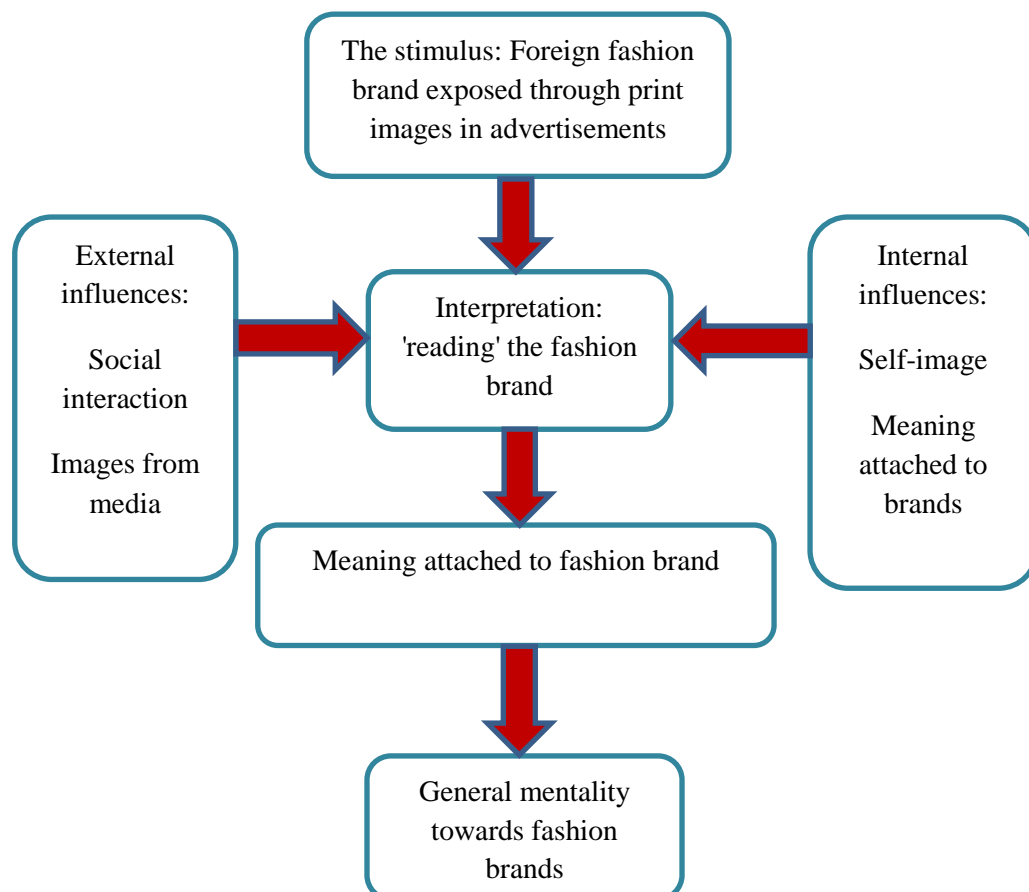 The stimulus: Foreign fashion
brand exposed through print
images in advertisements
External
influences:
Social
interaction
Images from
media
Interpretation:
'reading' the fashion
brand
Internal
influences:
Self-image
Meaning
attached to
brands
Meaning attached to fashion brand
General mentality
towards fashion
brands